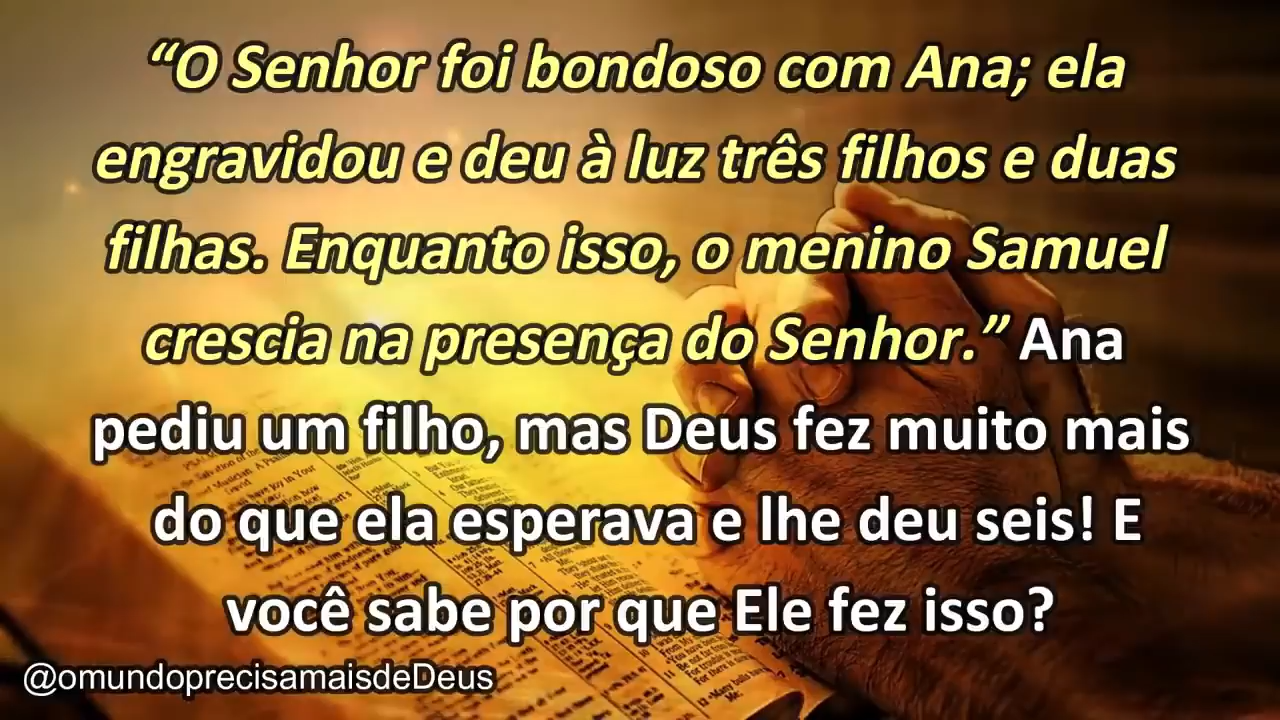 “O Senhor foi bondoso com Ana; ela
engravidou e deu à luz três filhos e duas
filhas. Enquanto isso, o menino Samuel
crescia na presença do Senhor.” Ana
pediu um filho, mas Deus fez muito mais
do que ela esperava e lhe deu seis! E
você sabe por que Ele fez isso?
@omundoprecisamaisdeDeus